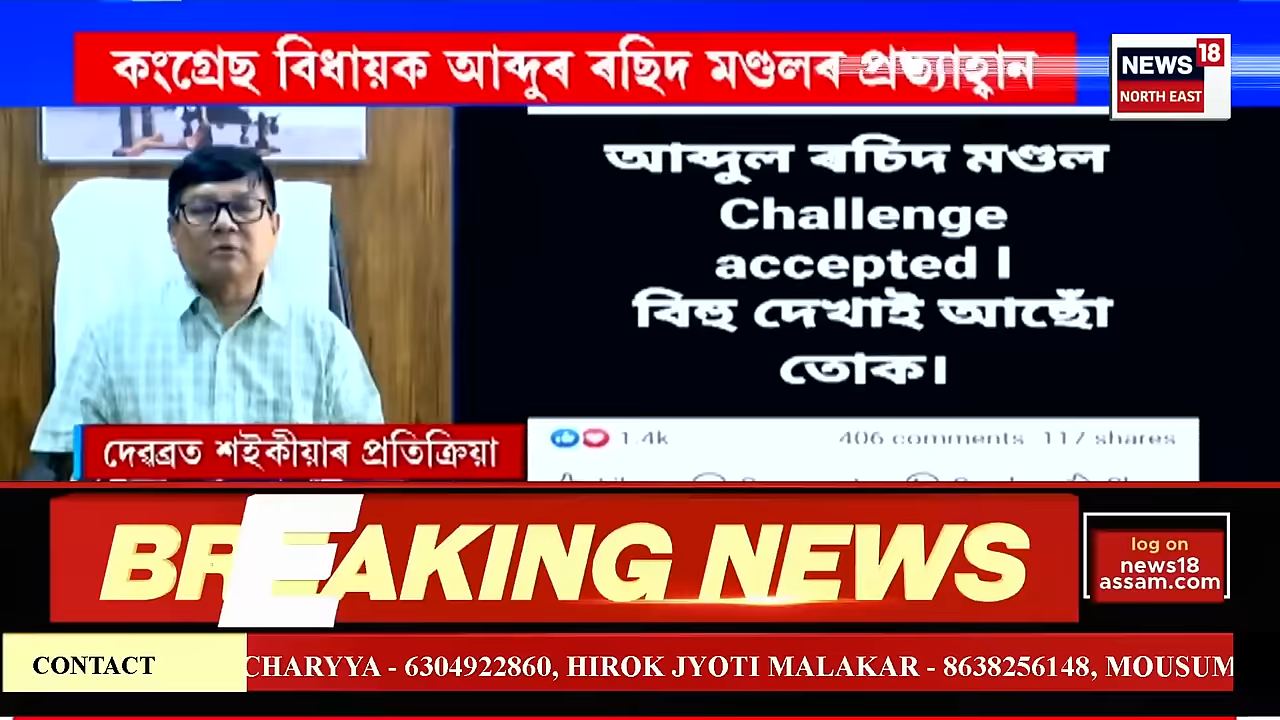 কংগ্ৰেছ বিধায়ক আব্দুৰ ৰছিদ মণ্ডলৰ প্ৰত্যাহ্বান
NEWS 18
NORTH EAST
আব্দুল ৰচিদ মণ্ডল
Challenge
accepted ।
বিহু দেখাই আছোঁ
তোক।
1.4k 406 comments 117 shares
দেৱব্ৰত শইকীয়াৰ প্ৰতিক্ৰিয়া
BREAKING NEWS
log on
news18
assam.com
CONTACT CHARYYA - 6304922860, HIROK JYOTI MALAKAR - 8638256148, MOUSUM